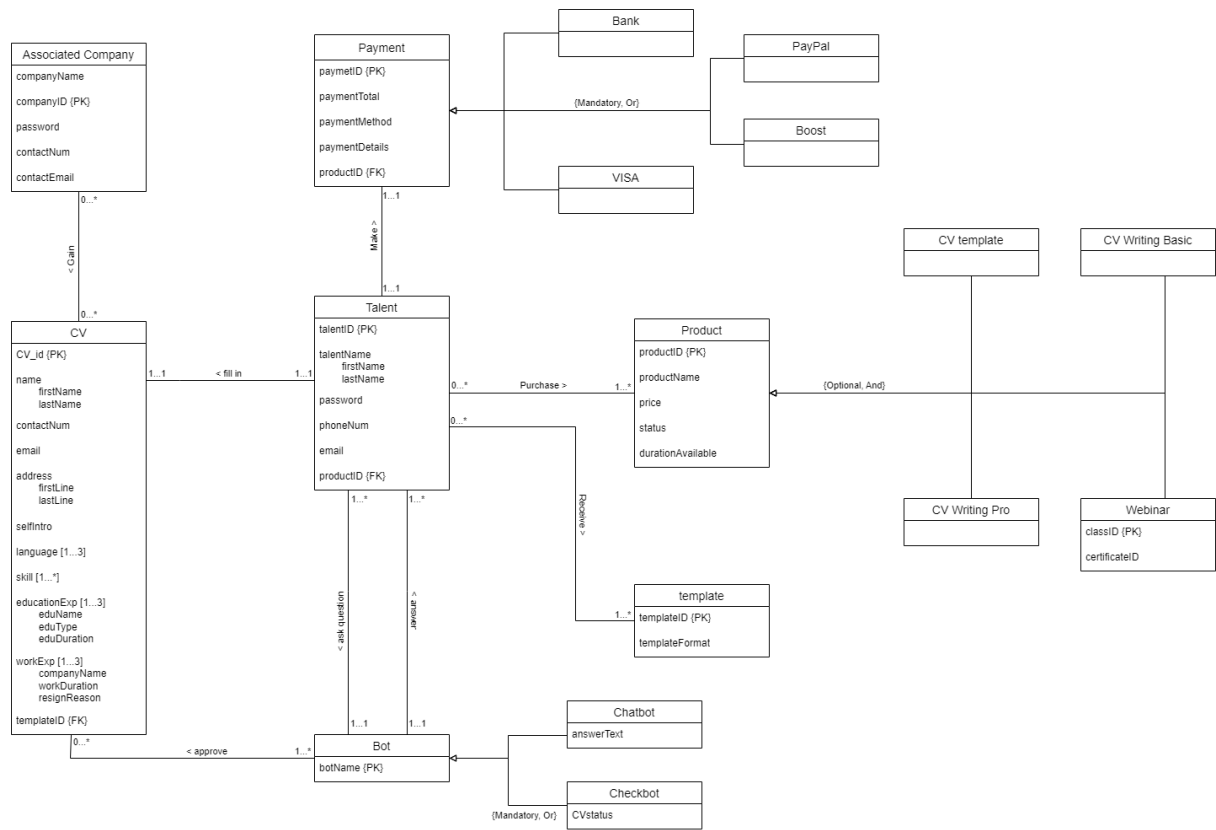 Associated Company
companyName
companyID {PK}
password
contactNum
contactEmail
0...*
< Gain
0...*
Payment
paymetID {PK}
paymentTotal
paymentMethod
paymentDetails
productID {FK}
1...1
Make >
1...1
{Mandatory, Or}
Bank
PayPal
Boost
VISA
CV
CV_id {PK}
name
firstName
lastName
contactNum
email
address
firstLine
lastLine
selfIntro
language [1...3]
skill [1...*]
educationExp [1...3]
eduName
eduType
eduDuration
workExp [1...3]
companyName
workDuration
resignReason
templateID {FK}
1...1
< fill in
1...1
Talent
talentID {PK}
talentName
firstName
lastName
password
phoneNum
email
productID {FK}
0...*
Purchase >
1...*
Product
productID {PK}
productName
price
status
durationAvailable
{Optional, And}
CV template
CV Writing Basic
CV Writing Pro
Webinar
classID {PK}
certificateID
0...*
Receive >
1...*
template
templateID {PK}
templateFormat
1...*
< ask question
1...1
1...*
< answer
1...1
0...*
< approve
1...*
Bot
botName {PK}
{Mandatory, Or}
Chatbot
answerText
Checkbot
CVstatus